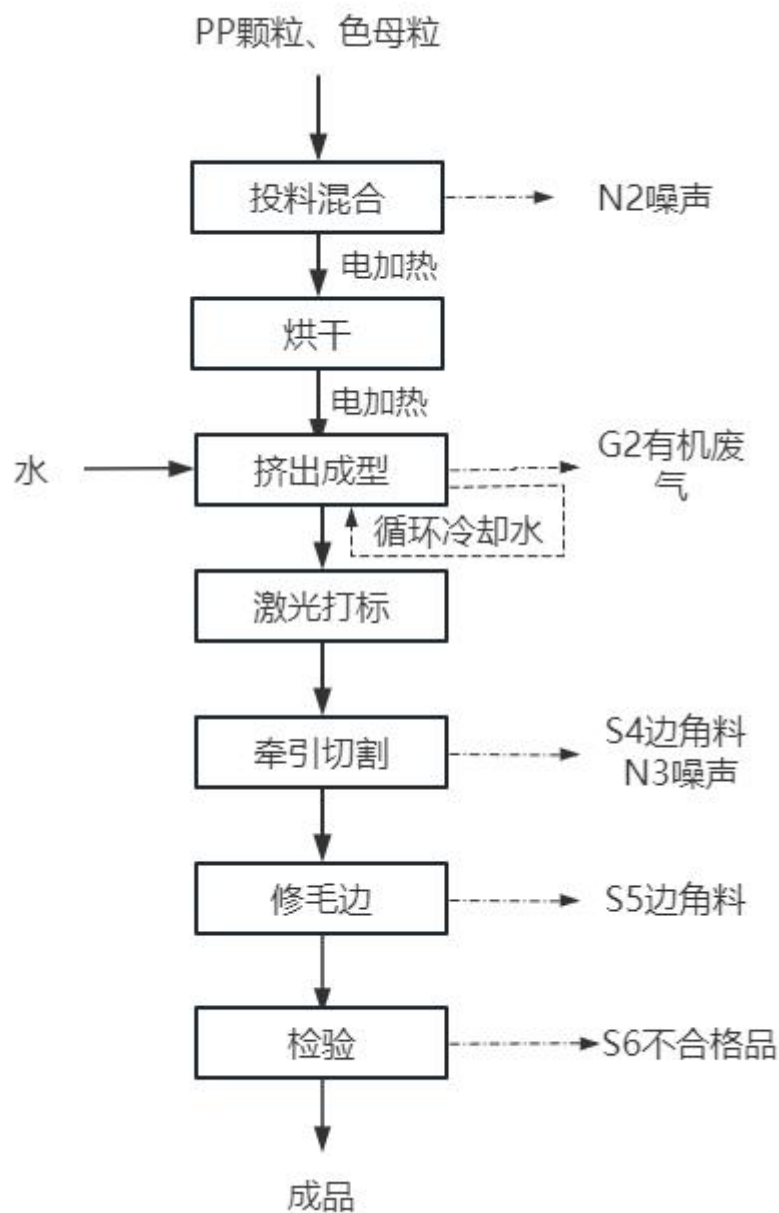 PP颗粒、色母粒
投料混合
N2噪声
电加热
烘干
电加热
水
挤出成型
G2有机废
气
循环冷却水
激光打标
牵引切割
S4边角料
N3噪声
修毛边
S5边角料
检验
S6不合格品
成品